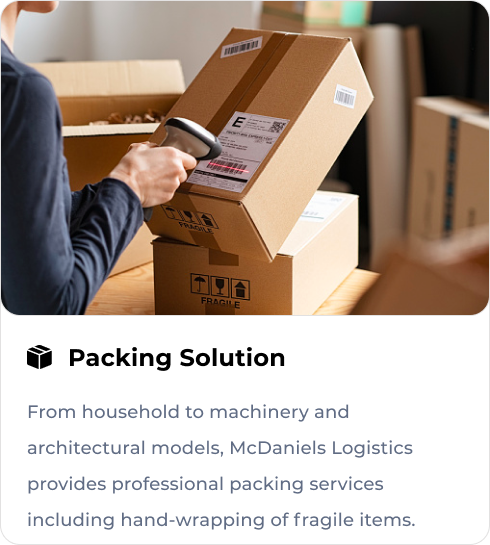 E
FRAGILE
FRAGILE
Packing Solution
From household to machinery and
architectural models, McDaniels Logistics
provides professional packing services
including hand-wrapping of fragile items.